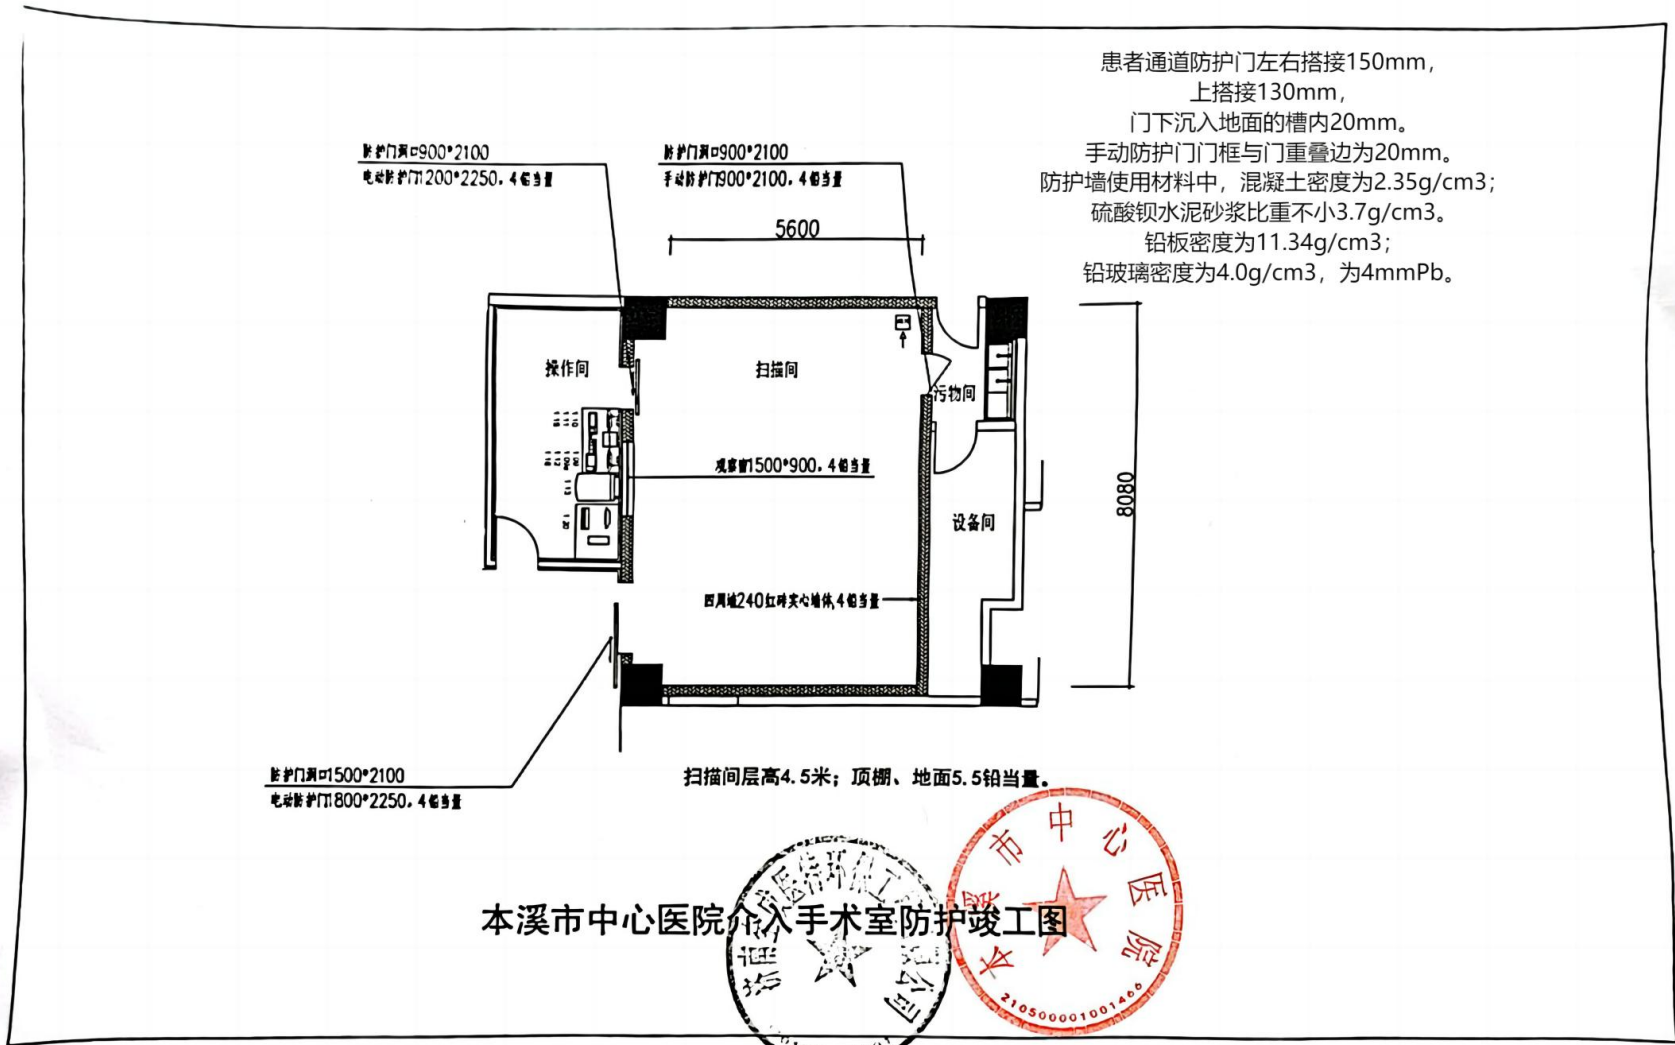 患者通道防护门左右搭接150mm，
上搭接130mm，
门下沉入地面的槽内20mm。
手动防护门门框与门重叠边为20mm。
防护墙使用材料中，混凝土密度为2.35g/cm3；
硫酸钡水泥砂浆比重不小3.7g/cm3。
铅板密度为11.34g/cm3；
铅玻璃密度为4.0g/cm3，为4mmPb。
防护门洞口900*2100
电动防护门1200*2250，4铅当量
防护门洞口900*2100
手动防护门900*2100，4铅当量
5600
操作间
扫描间
污物间
观察窗1500*900，4铅当量
8080
设备间
四周墙240红砖实心墙体，4铅当量
防护门洞口1500*2100
电动防护门1800*2250，4铅当量
扫描间层高4.5米；顶棚、地面5.5铅当量。
本溪市中心医院介入手术室防护竣工图
本溪市中心医院
2105000001001466